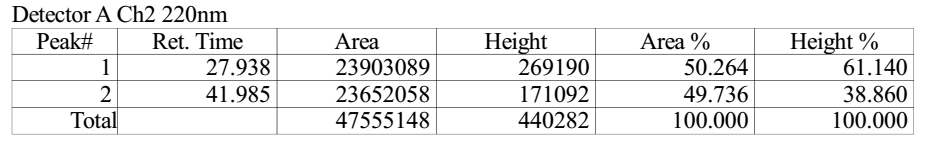 Detector A Ch2 220nm
Peak# Ret. Time Area Height Area % Height %
1 27.938 23903089 269190 50.264 61.140
2 41.985 23652058 171092 49.736 38.860
Total 47555148 440282 100.000 100.000